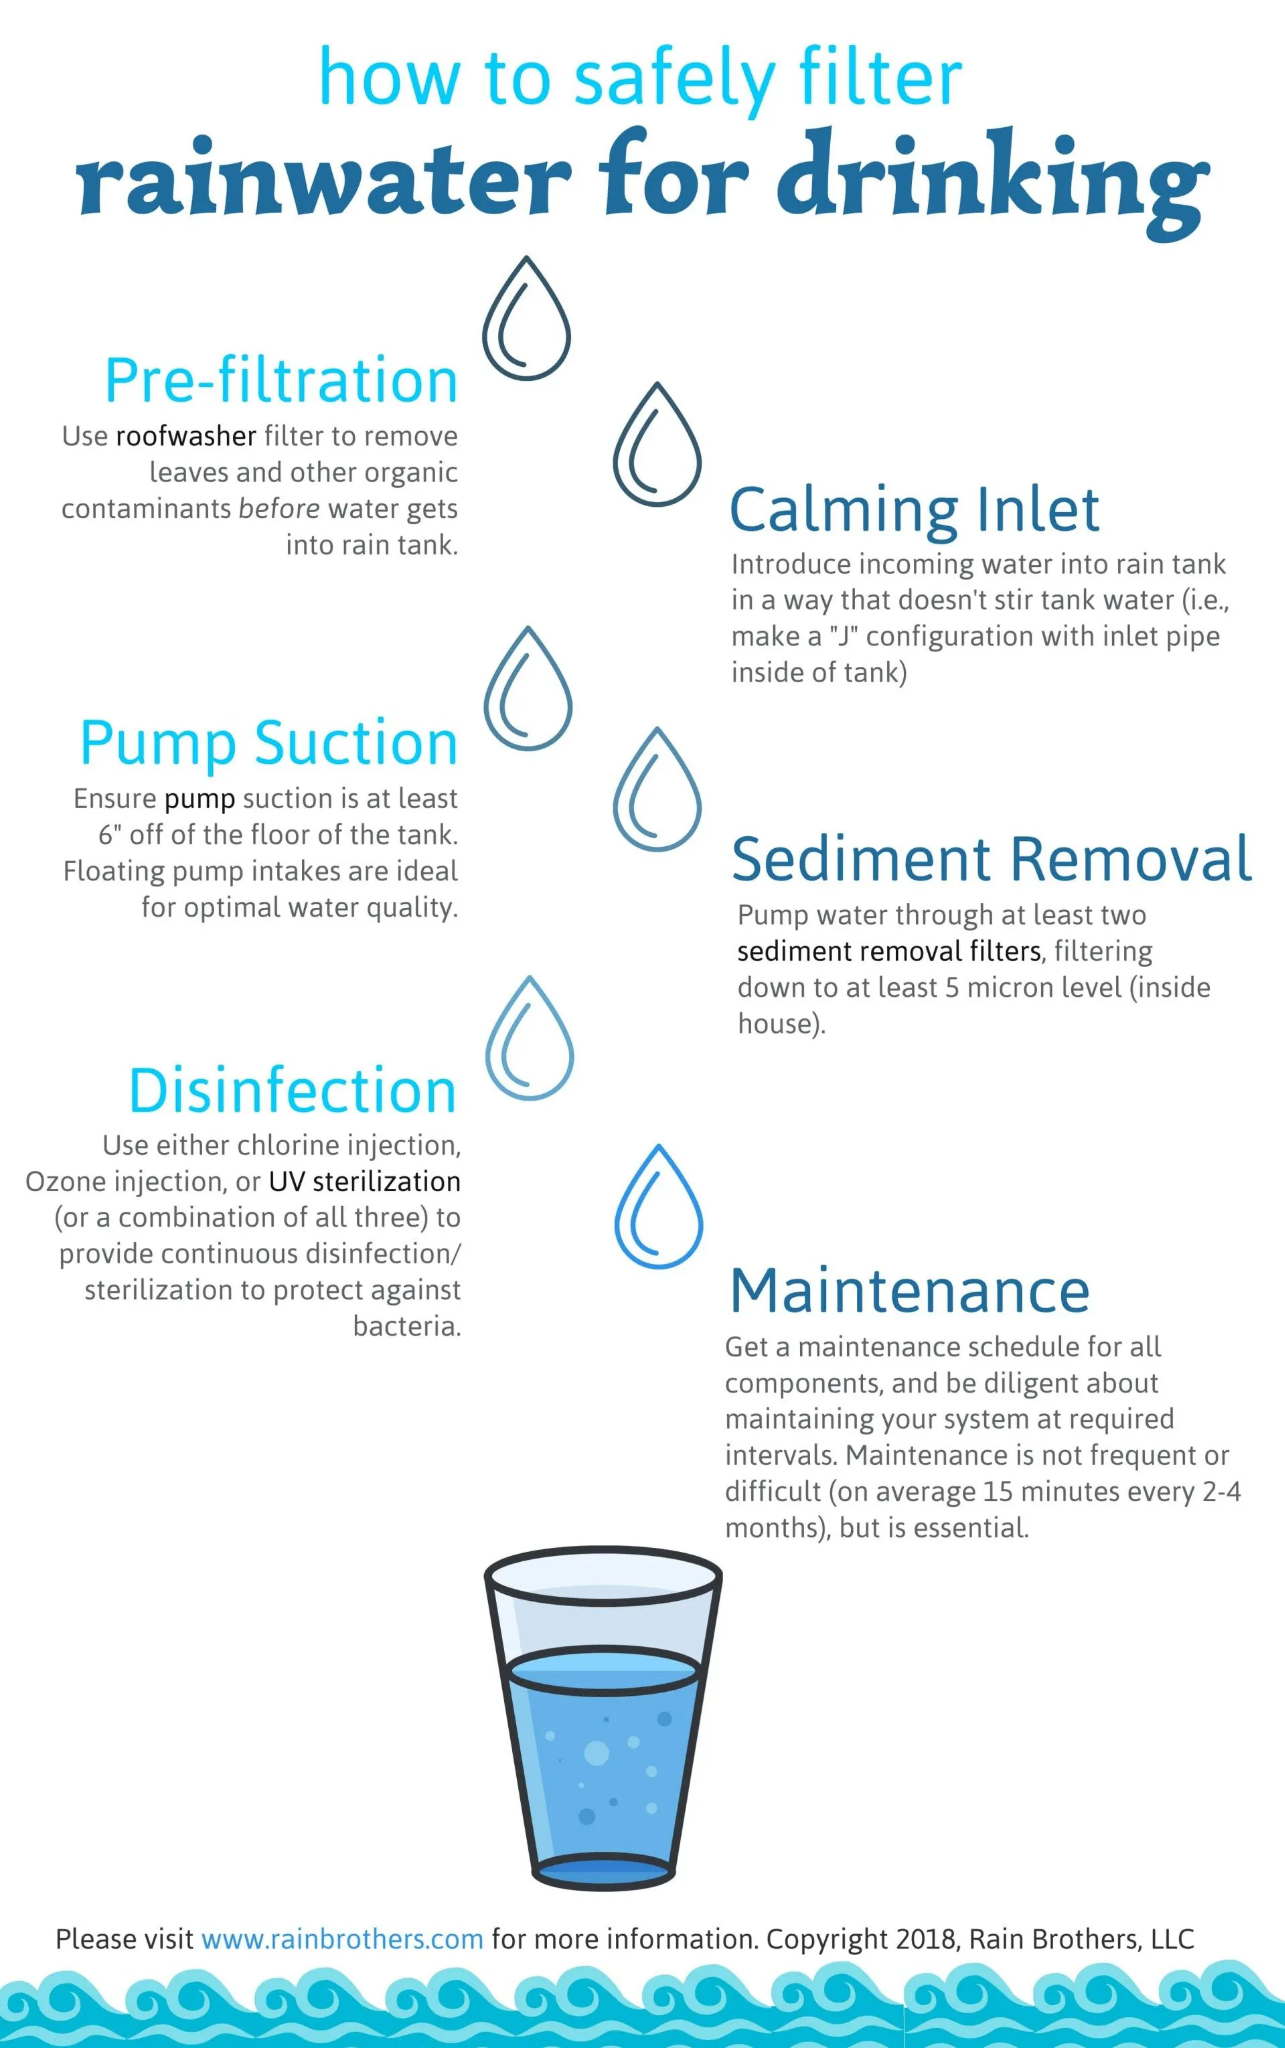 how to safely filter
rainwater for drinking
Pre-filtration
Use roofwasher filter to remove
leaves and other organic
contaminants before water gets
into rain tank.
Calming Inlet
Introduce incoming water into rain tank
in a way that doesn't stir tank water (i.e.,
make a "J" configuration with inlet pipe
inside of tank)
Pump Suction
Ensure pump suction is at least
6" off of the floor of the tank.
Floating pump intakes are ideal
for optimal water quality.
Sediment Removal
Pump water through at least two
sediment removal filters, filtering
down to at least 5 micron level (inside
house).
Disinfection
Use either chlorine injection,
Ozone injection, or UV sterilization
(or a combination of all three) to
provide continuous disinfection/
sterilization to protect against
bacteria.
Maintenance
Get a maintenance schedule for all
components, and be diligent about
maintaining your system at required
intervals. Maintenance is not frequent or
difficult (on average 15 minutes every 2-4
months), but is essential.
Please visit www.rainbrothers.com for more information. Copyright 2018, Rain Brothers, LLC